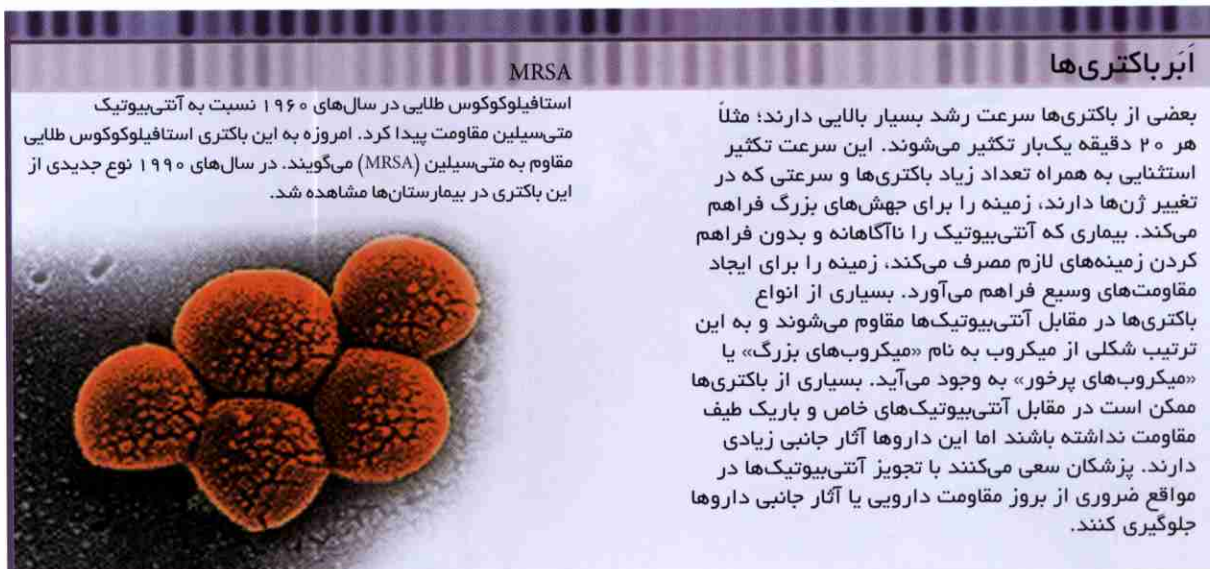 اَبَرباکتری‌ها
بعضی از باکتری‌ها سرعت رشد بسیار بالایی دارند؛ مثلاً
هر ۲۰ دقیقه یک‌بار تکثیر می‌شوند. این سرعت تکثیر
استثنایی به همراه تعداد زیاد باکتری‌ها و سرعتی که در
تغییر ژن‌ها دارند، زمینه را برای جهش‌های بزرگ فراهم
می‌کند. بیماری که آنتی‌بیوتیک را ناآگاهانه و بدون فراهم
کردن زمینه‌های لازم مصرف می‌کند، زمینه را برای ایجاد
مقاومت‌های وسیع فراهم می‌آورد. بسیاری از انواع
باکتری‌ها در مقابل آنتی‌بیوتیک‌ها مقاوم می‌شوند و به این
ترتیب شکلی از میکروب به نام «میکروب‌های بزرگ» یا
«میکروب‌های پرخور» به وجود می‌آید. بسیاری از باکتری‌ها
ممکن است در مقابل آنتی‌بیوتیک‌های خاص و باریک طیف
مقاومت نداشته باشند اما این داروها آثار جانبی زیادی
دارند. پزشکان سعی می‌کنند با تجویز آنتی‌بیوتیک‌ها در
مواقع ضروری از بروز مقاومت دارویی یا آثار جانبی داروها
جلوگیری کنند.
MRSA
استافیلوکوکوس طلایی در سال‌های ۱۹۶۰ نسبت به آنتی‌بیوتیک
متی‌سیلین مقاومت پیدا کرد. امروزه به این باکتری استافیلوکوکوس طلایی
مقاوم به متی‌سیلین (MRSA) می‌گویند. در سال‌های ۱۹۹۰ نوع جدیدی از
این باکتری در بیمارستان‌ها مشاهده شد.